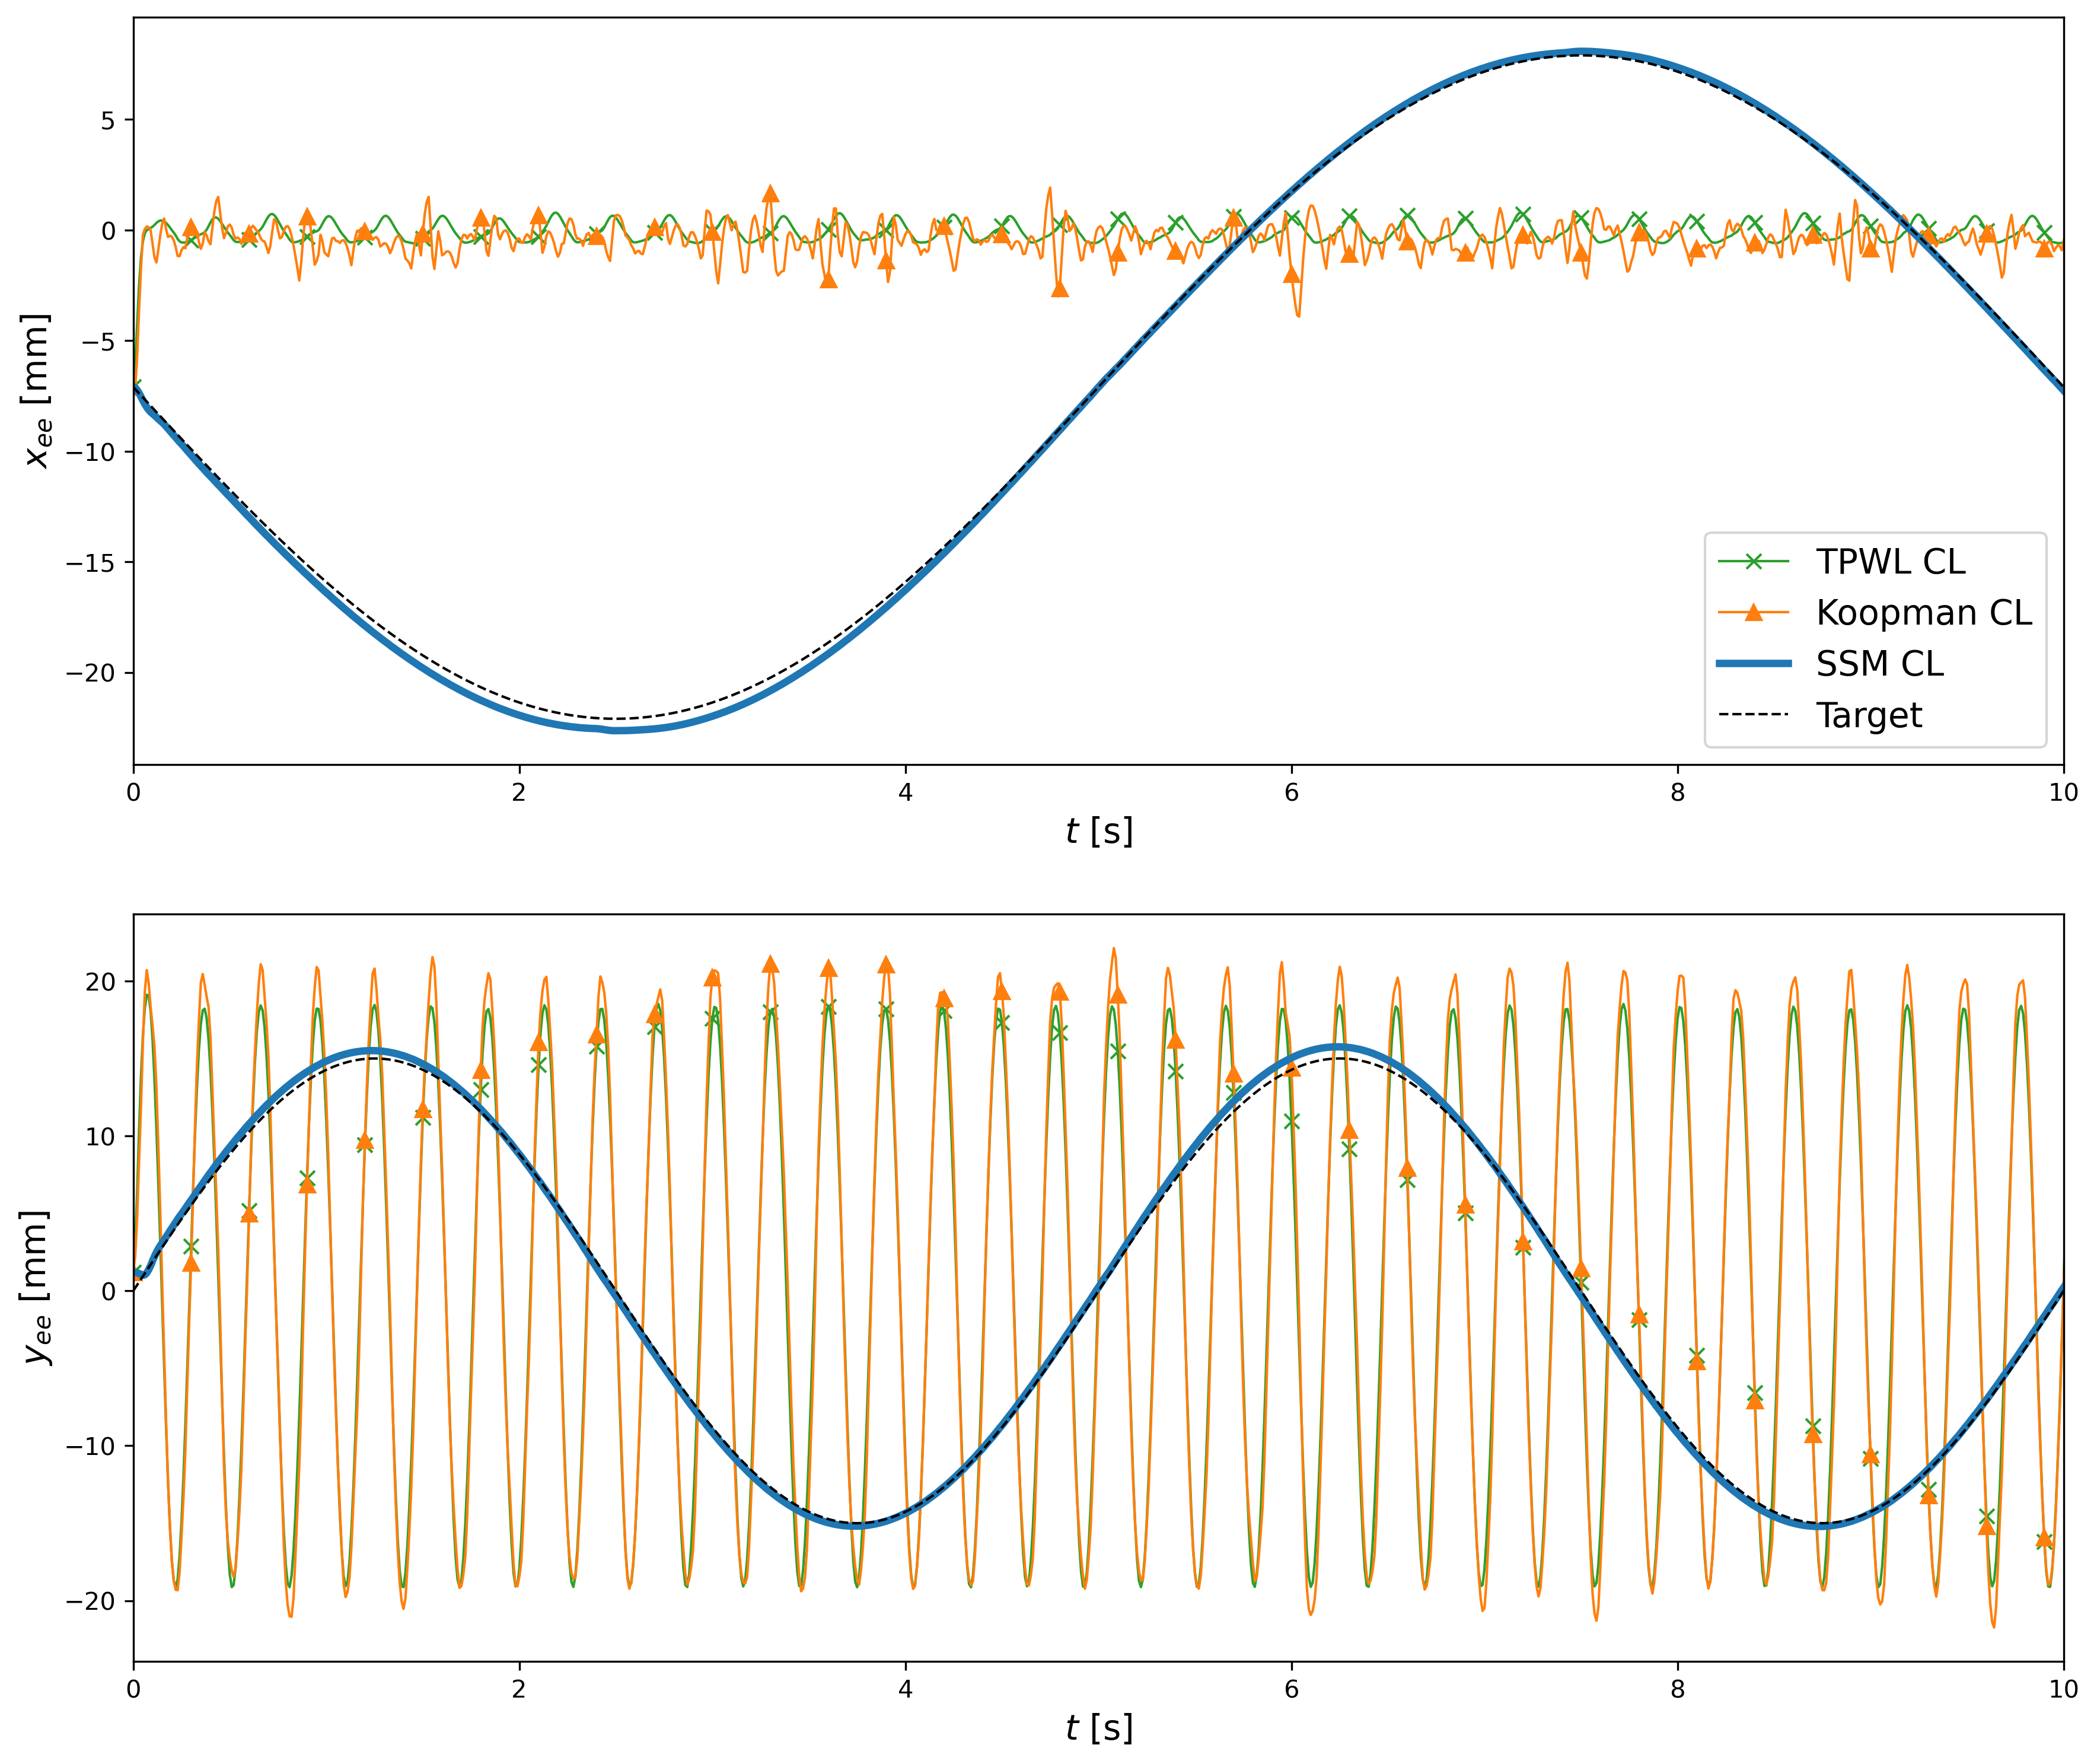 5
0
−5
−10
−15
−20
x_ee [mm]
TPWL CL
Koopman CL
SSM CL
Target
0 2 4 6 8 10
t [s]
20
10
0
−10
−20
y_ee [mm]
0 2 4 6 8 10
t [s]